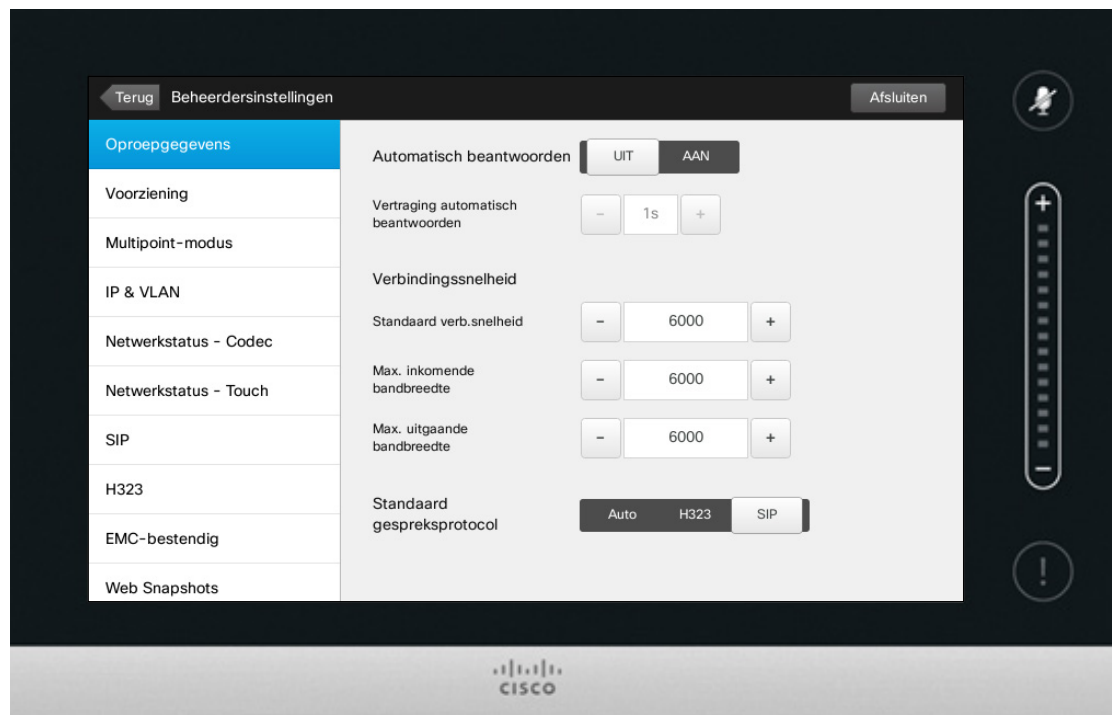 Terug
Beheerdersinstellingen
Afsluiten
Oproepgegevens
Voorziening
Multipoint-modus
IP & VLAN
Netwerkstatus - Codec
Netwerkstatus - Touch
SIP
H323
EMC-bestendig
Web Snapshots
Automatisch beantwoorden
UIT
AAN
Vertraging automatisch
beantwoorden
- 1s +
Verbindingssnelheid
Standaard verb.snelheid
- 6000 +
Max. inkomende
bandbreedte
- 6000 +
Max. uitgaande
bandbreedte
- 6000 +
Standaard
gespreksprotocol
Auto
H323
SIP
+
-
!
CISCO